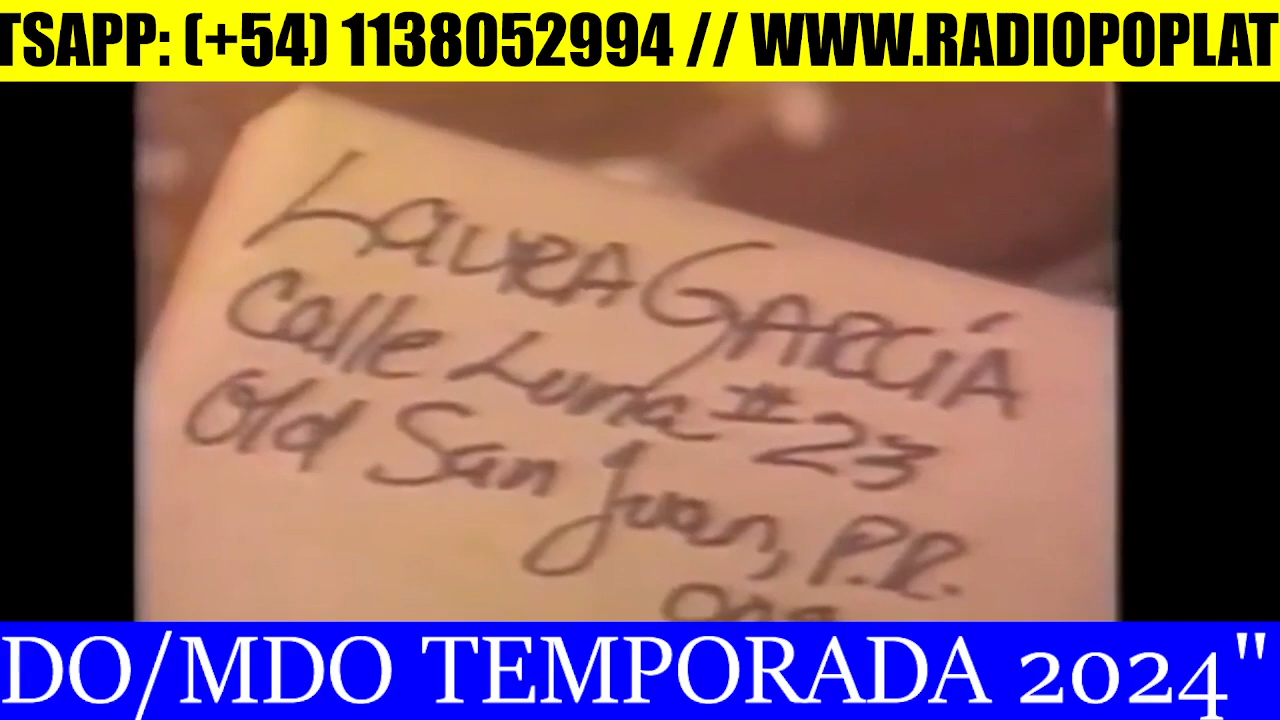 TSAPP: (+54) 1138052994 // WWW.RADIOPOPLAT
LAURA GARCÍA
Calle Luna #23
Old San Juan, P.R.
DO/MDO TEMPORADA 2024"